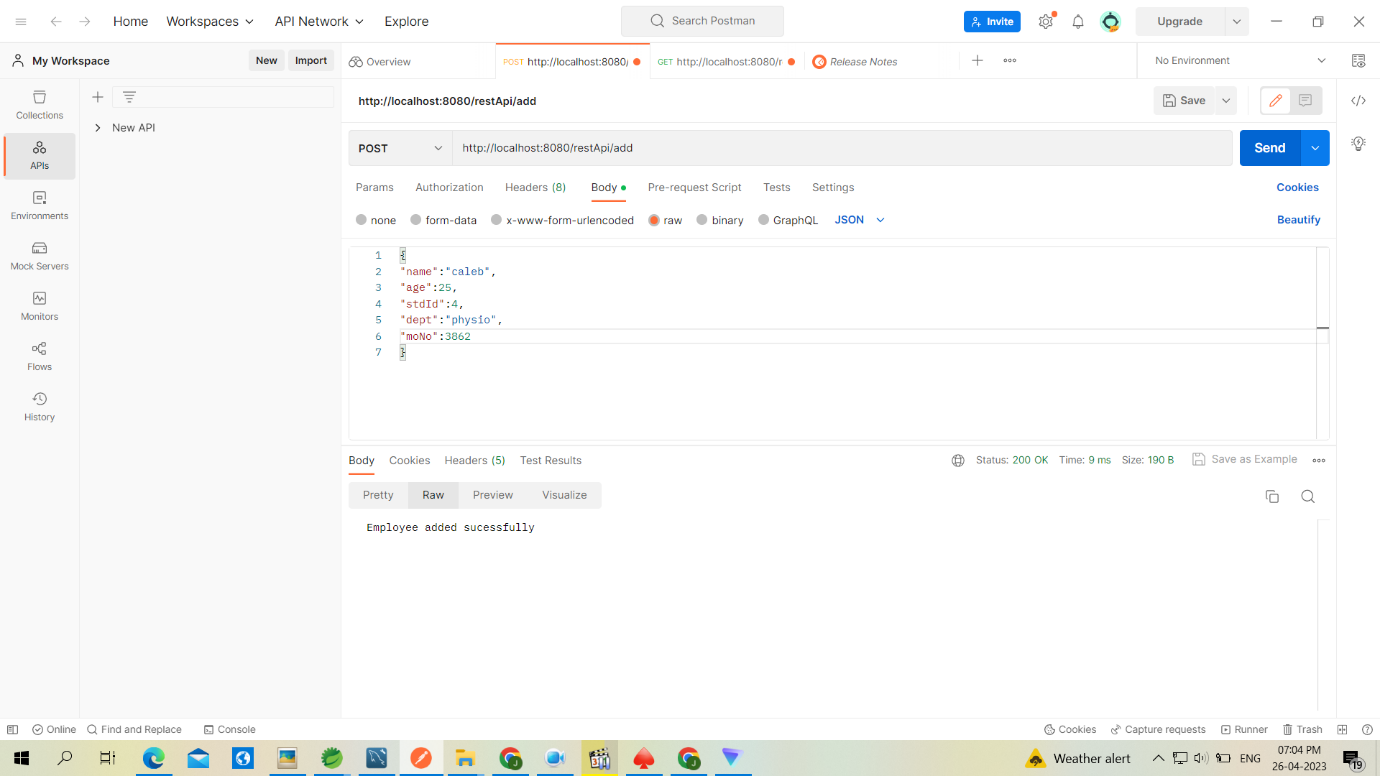 Home Workspaces API Network Explore Search Postman Invite Upgrade
My Workspace New Import Overview POST http://localhost:8080/ GET http://localhost:8080/r Release Notes No Environment
http://localhost:8080/restApi/add Save
Collections
New API
POST http://localhost:8080/restApi/add Send
APIs
Params Authorization Headers (8) Body Pre-request Script Tests Settings Cookies
Environments
none form-data x-www-form-urlencoded raw binary GraphQL JSON Beautify
Mock Servers
Monitors
Flows
History
1 {
2 "name":"caleb",
3 "age":25,
4 "stdId":4,
5 "dept":"physio",
6 "moNo":3862
7 }
Body Cookies Headers (5) Test Results Status: 200 OK Time: 9 ms Size: 190 B Save as Example
Pretty Raw Preview Visualize
Employee added sucessfully
Online Find and Replace Console Cookies Capture requests Runner Trash
Weather alert ENG 07:04 PM
26-04-2023 19